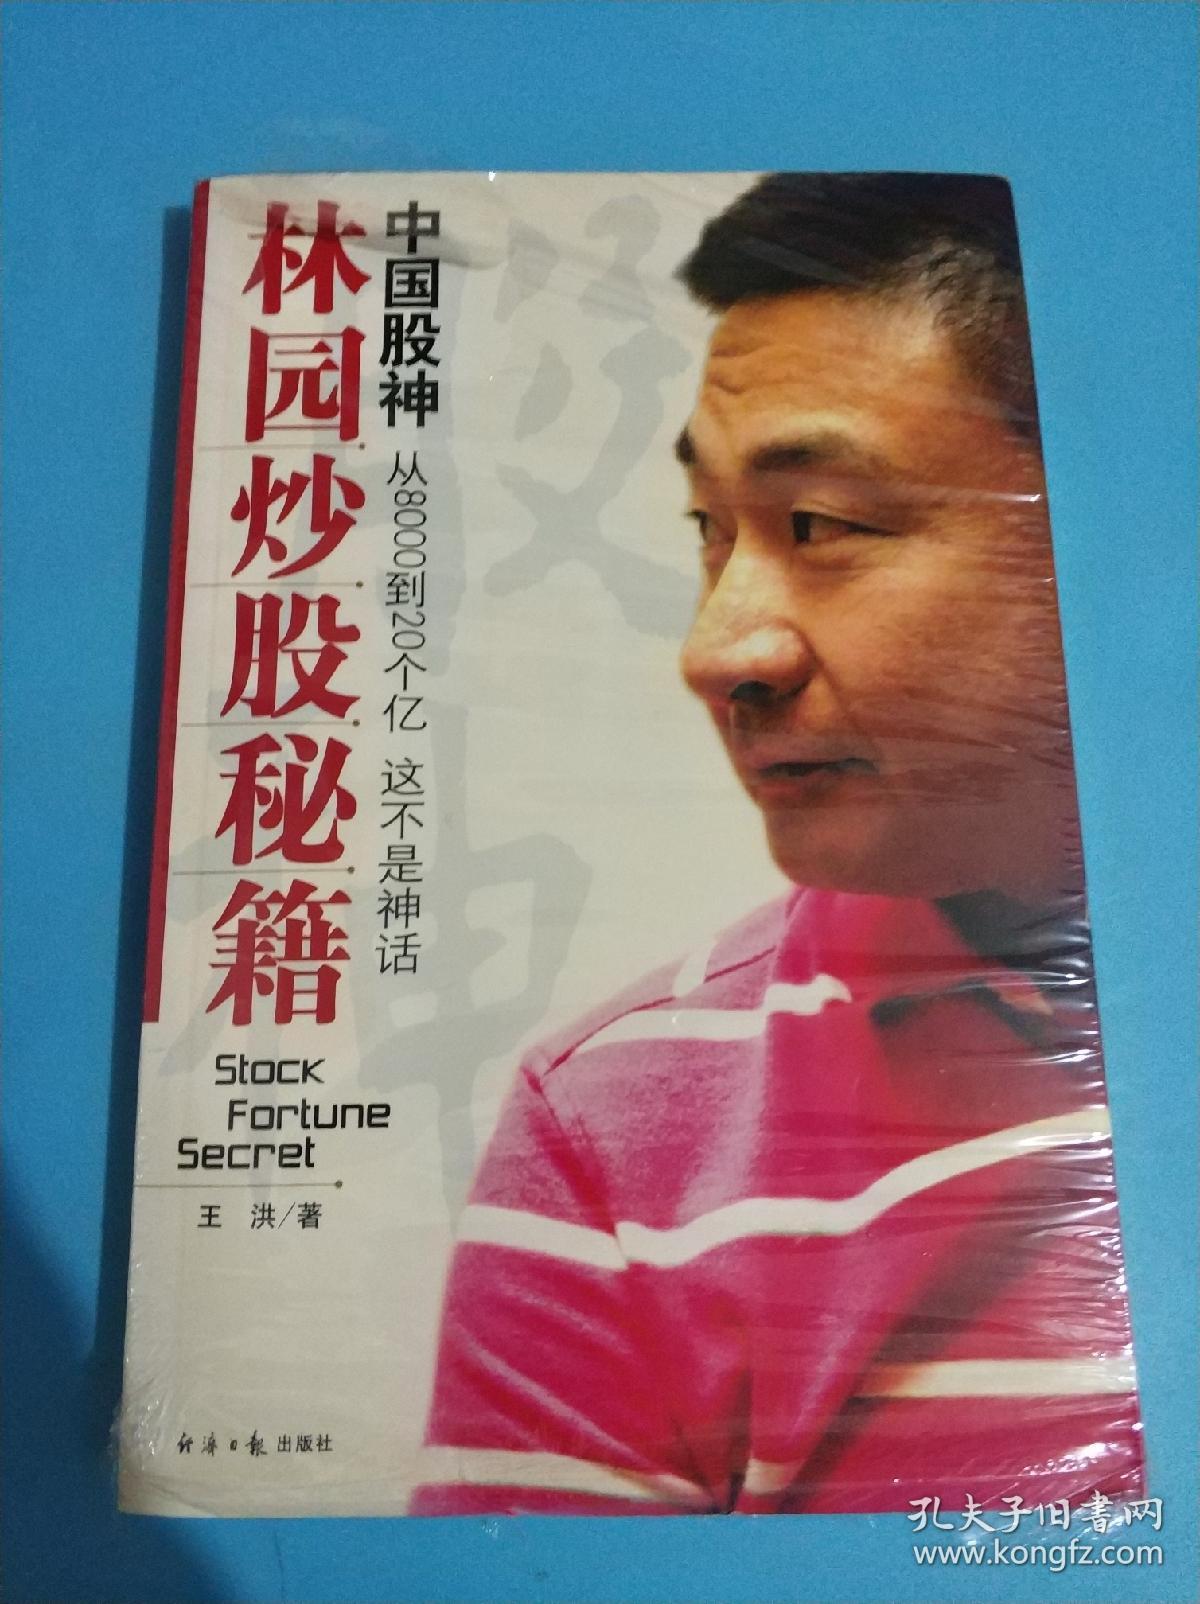 林园炒股秘籍
中国股神 从8000到20个亿 这不是神话
股神
Stock
Fortune
Secret
王 洪/著
经济日报出版社
孔夫子旧书网
www.kongfz.com